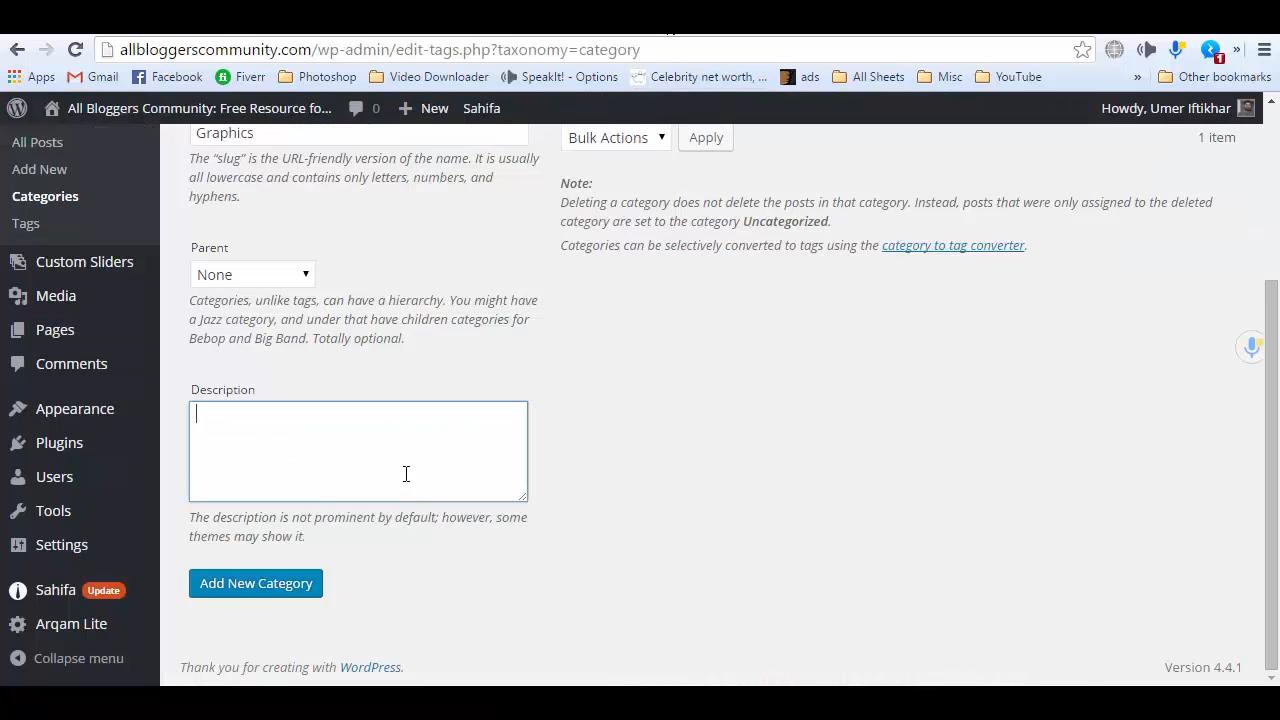 allbloggerscommunity.com/wp-admin/edit-tags.php?taxonomy=category
1
»
Apps
Gmail
Facebook
Fiverr
Photoshop
Video Downloader
SpeakIt! - Options
Celebrity net worth, ...
ads
All Sheets
Misc
YouTube
»
Other bookmarks
All Bloggers Community: Free Resource fo...
0
New
Sahifa
Howdy, Umer Iftikhar
All Posts
Add New
Categories
Tags
Custom Sliders
Media
Pages
Comments
Appearance
Plugins
Users
Tools
Settings
Sahifa Update
Arqam Lite
Collapse menu
Graphics
The “slug” is the URL-friendly version of the name. It is usually
all lowercase and contains only letters, numbers, and
hyphens.
Parent
None
Categories, unlike tags, can have a hierarchy. You might have
a Jazz category, and under that have children categories for
Bebop and Big Band. Totally optional.
Description
The description is not prominent by default; however, some
themes may show it.
Add New Category
Bulk Actions
Apply
1 item
Note:
Deleting a category does not delete the posts in that category. Instead, posts that were only assigned to the deleted
category are set to the category Uncategorized.
Categories can be selectively converted to tags using the category to tag converter.
Thank you for creating with WordPress.
Version 4.4.1